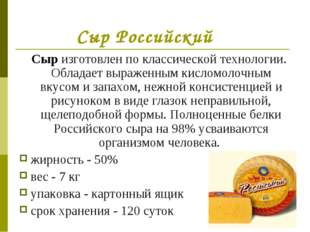 Сыр Российский
Сыр изготовлен по классической технологии.
Обладает выраженным кисломолочным
вкусом и запахом, нежной консистенцией и
рисунком в виде глазок неправильной,
щелеподобной формы. Полноценные белки
Российского сыра на 98% усваиваются
организмом человека.
жирность - 50%
вес - 7 кг
упаковка - картонный ящик
срок хранения - 120 суток
Российский